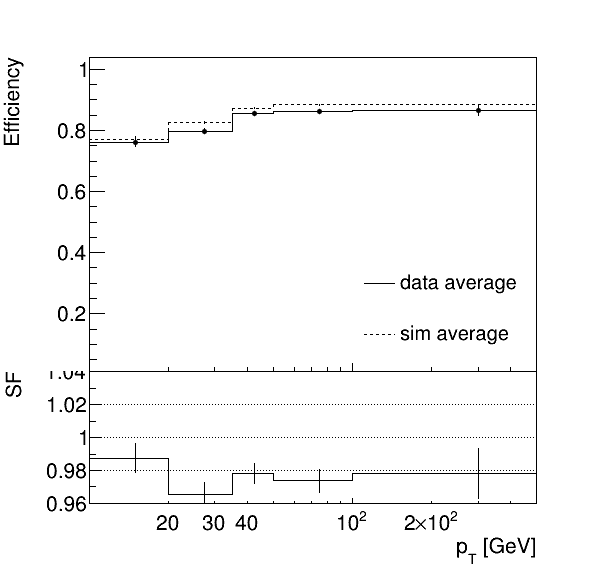 Efficiency
1
0.8
0.6
0.4
0.2
data average
sim average
SF
1.04
1.02
1
0.98
0.96
20 30 40 10² 2×10²
p_T [GeV]